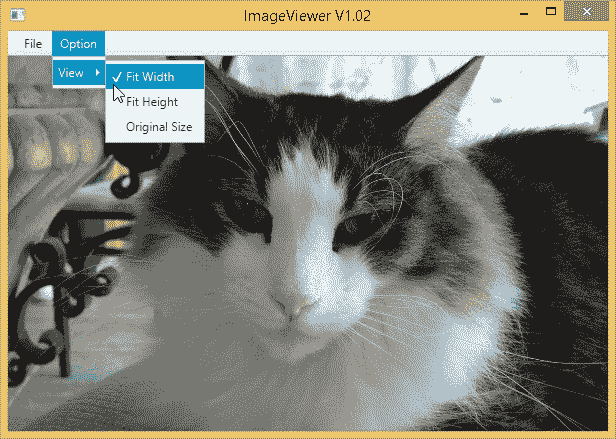 ImageViewer V1.02
File Option
View
Fit Width
Fit Height
Original Size